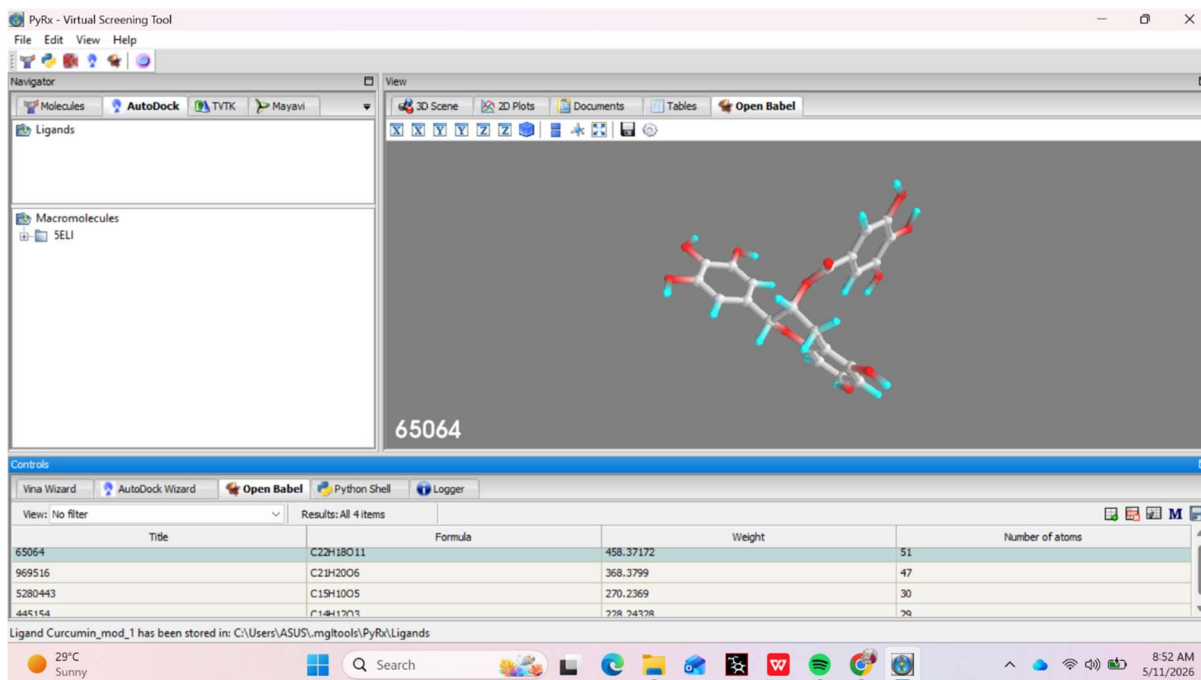 PyRx - Virtual Screening Tool
File Edit View Help
Navigator
View
Molecules AutoDock TVTK Mayavi
3D Scene 2D Plots Documents Tables Open Babel
Ligands
X X Y Y Z Z
Macromolecules
5ELI
65064
Controls
Vina Wizard AutoDock Wizard Open Babel Python Shell Logger
View: No filter Results: All 4 items M
Title Formula Weight Number of atoms
65064 C22H18O11 458.37172 51
969516 C21H20O6 368.3799 47
5280443 C15H10O5 270.2369 30
445154 C14H12O3 228.24328 29
Ligand Curcumin_mod_1 has been stored in: C:\Users\ASUS\.mgltools\PyRx\Ligands
29°C
Sunny
Search
W
8:52 AM
5/11/2026